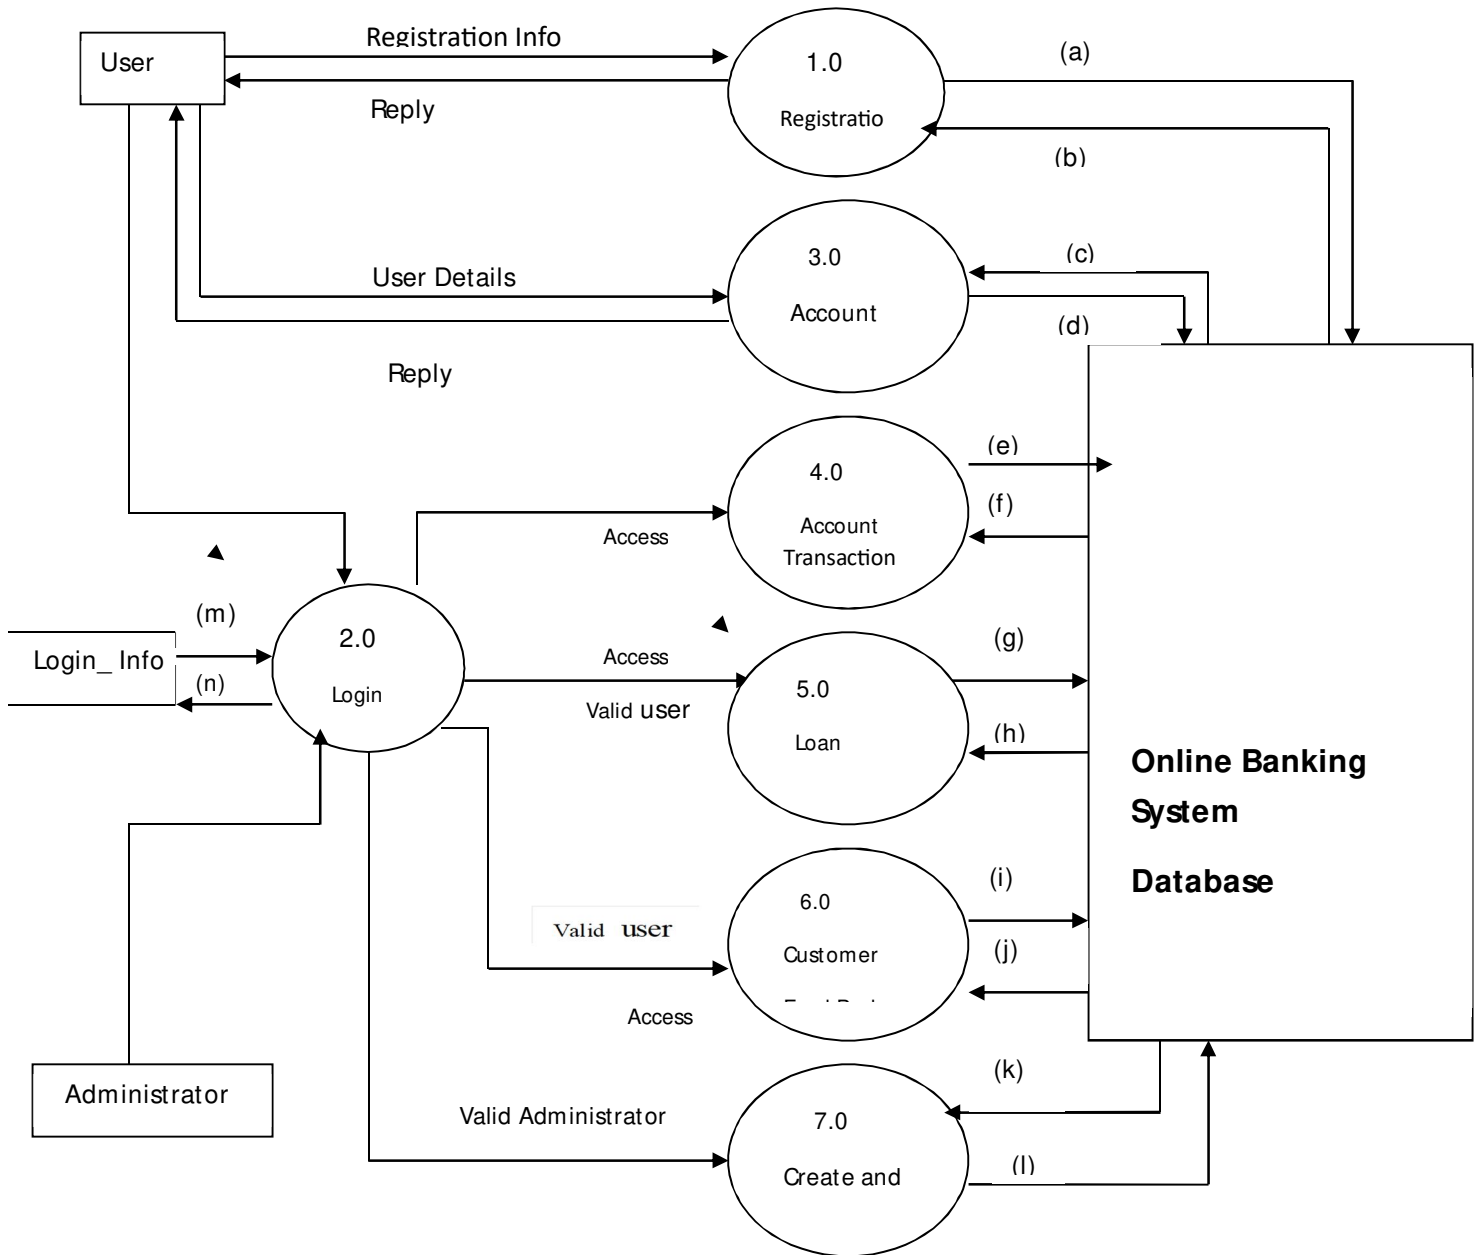 User
Registration Info
Reply
1.0
Registratio
(a)
(b)
User Details
Reply
3.0
Account
(c)
(d)
4.0
Account
Transaction
(e)
(f)
Access
(m)
Login_ Info
(n)
2.0
Login
Access
Valid user
5.0
Loan
(g)
(h)
Online Banking
System
Database
Valid user
Access
6.0
Customer
(i)
(j)
Administrator
Valid Administrator
7.0
Create and
(k)
(l)